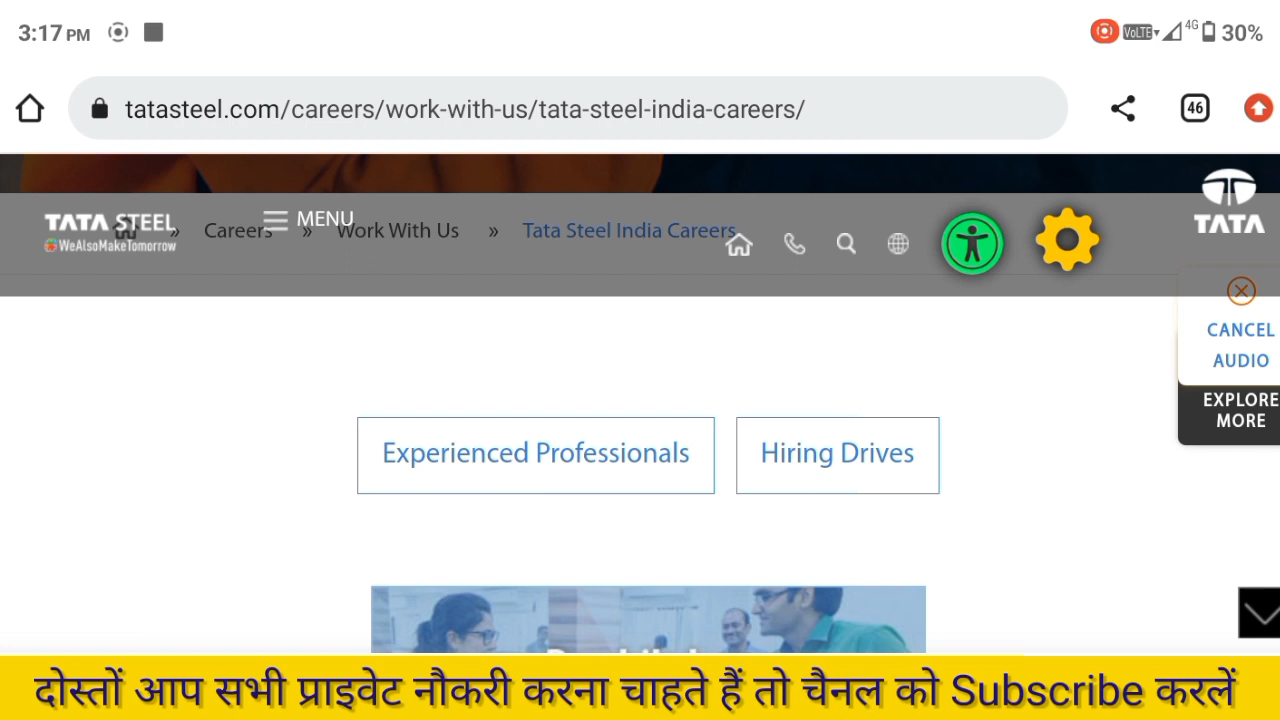 3:17 PM VoLTE 4G 30%
tatasteel.com/careers/work-with-us/tata-steel-india-careers/ 46
TATA STEEL
#WeAlsoMakeTomorrow
MENU
» Careers » Work With Us » Tata Steel India Careers
TATA
CANCEL
AUDIO
EXPLORE
MORE
Experienced Professionals Hiring Drives
दोस्तों आप सभी प्राइवेट नौकरी करना चाहते हैं तो चैनल को Subscribe करलें